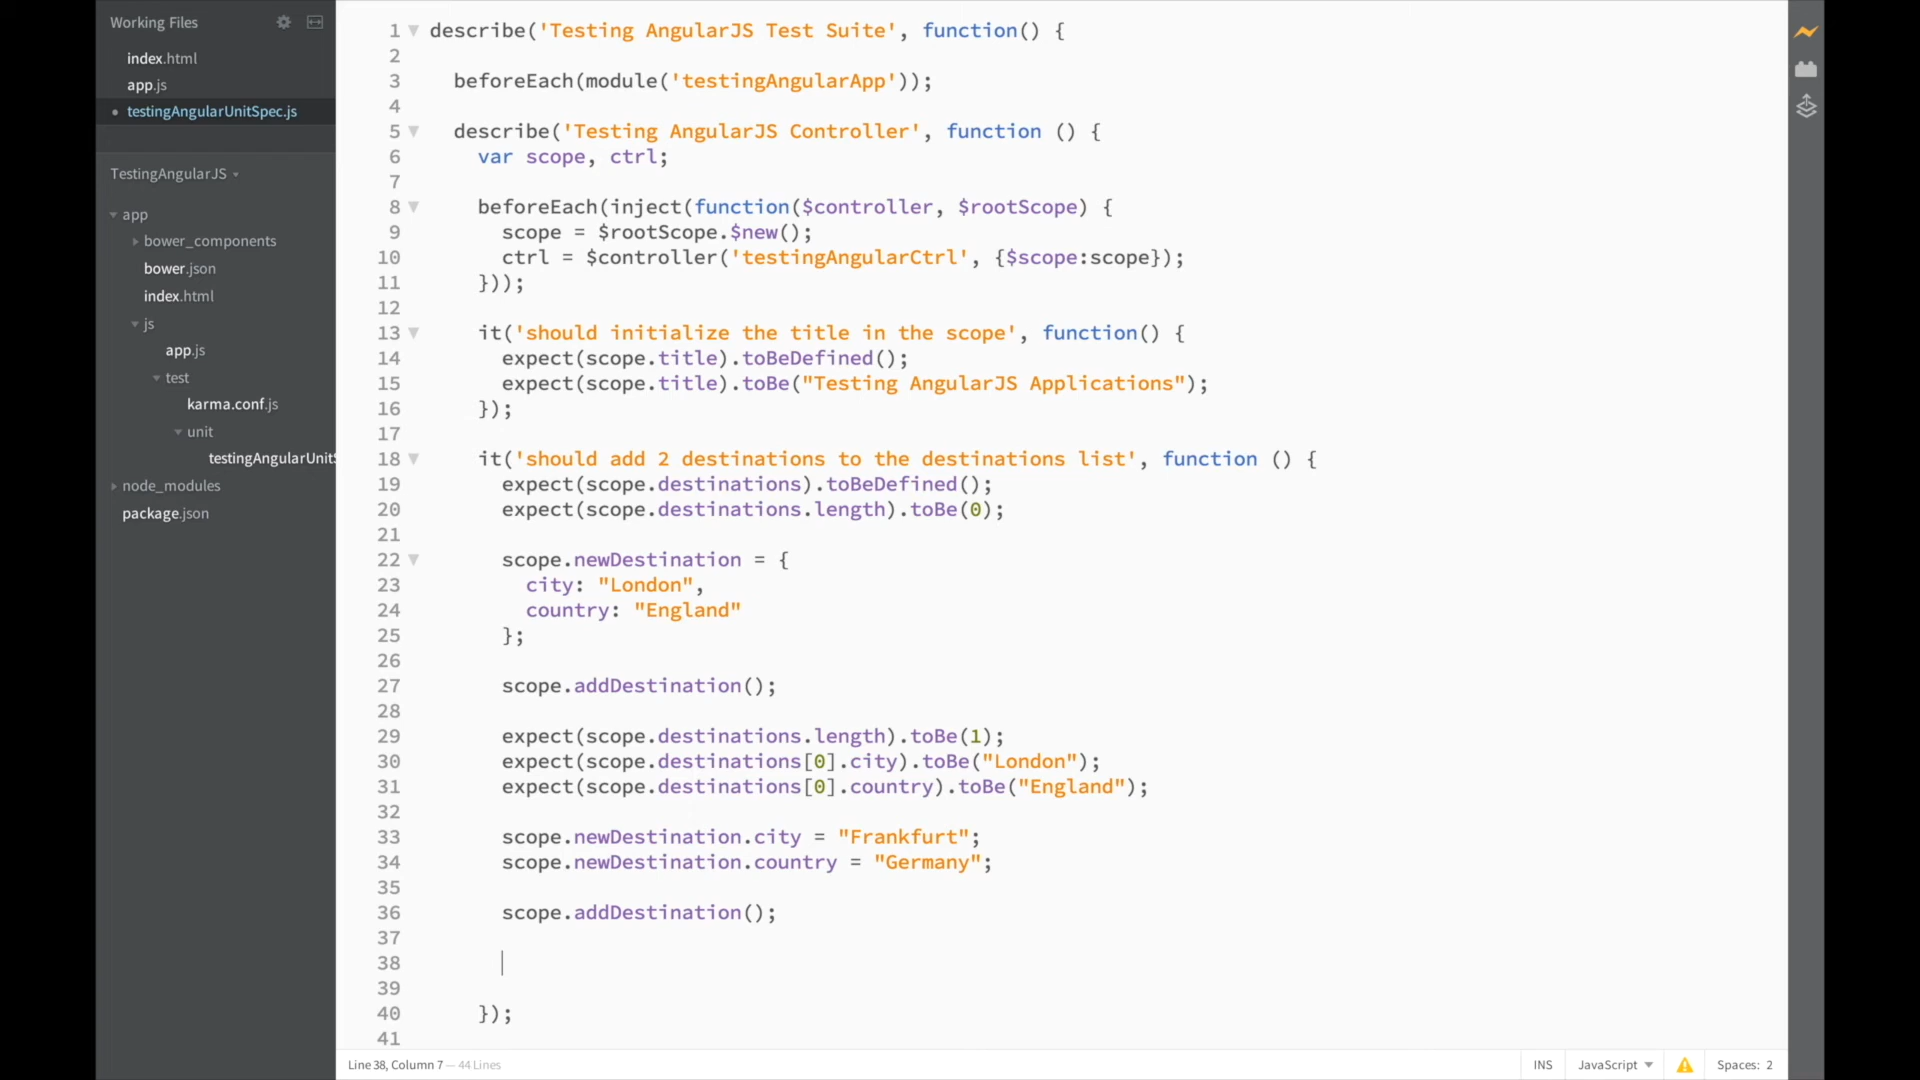 Working Files
index.html
app.js
• testingAngularUnitSpec.js
TestingAngularJS
app
bower_components
bower.json
index.html
js
app.js
test
karma.conf.js
unit
testingAngularUnitS
node_modules
package.json
1 describe('Testing AngularJS Test Suite', function() {
2
3 beforeEach(module('testingAngularApp'));
4
5 describe('Testing AngularJS Controller', function () {
6 var scope, ctrl;
7
8 beforeEach(inject(function($controller, $rootScope) {
9 scope = $rootScope.$new();
10 ctrl = $controller('testingAngularCtrl', {$scope:scope});
11 }));
12
13 it('should initialize the title in the scope', function() {
14 expect(scope.title).toBeDefined();
15 expect(scope.title).toBe("Testing AngularJS Applications");
16 });
17
18 it('should add 2 destinations to the destinations list', function () {
19 expect(scope.destinations).toBeDefined();
20 expect(scope.destinations.length).toBe(0);
21
22 scope.newDestination = {
23 city: "London",
24 country: "England"
25 };
26
27 scope.addDestination();
28
29 expect(scope.destinations.length).toBe(1);
30 expect(scope.destinations[0].city).toBe("London");
31 expect(scope.destinations[0].country).toBe("England");
32
33 scope.newDestination.city = "Frankfurt";
34 scope.newDestination.country = "Germany";
35
36 scope.addDestination();
37
38
39
40 });
41
Line 38, Column 7 — 44 Lines
INS
JavaScript
Spaces: 2